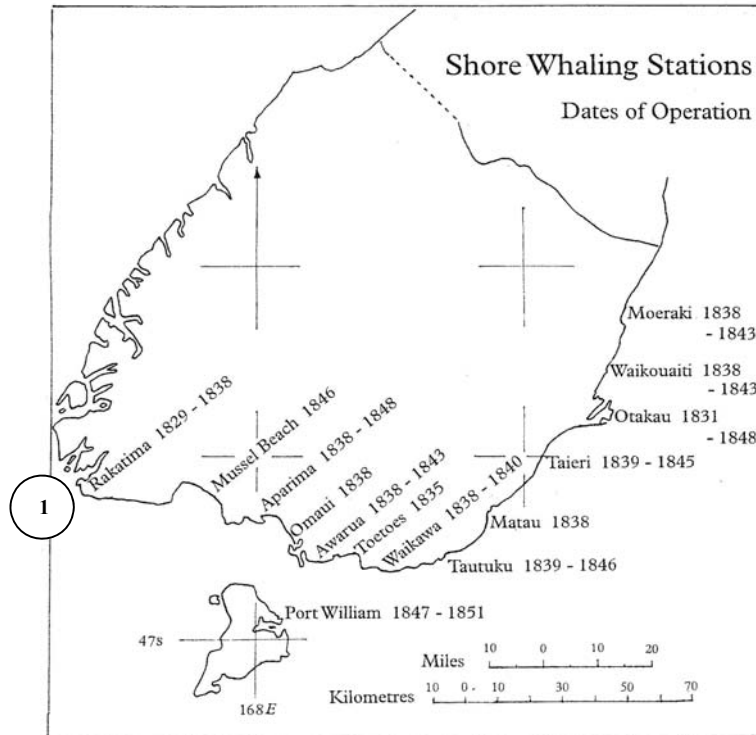 Shore Whaling Stations
Dates of Operation
Moeraki 1838
- 1843
Waikouaiti 1838
- 1843
Otakau 1831
- 1848
Taieri 1839 - 1845
Matau 1838
Tautuku 1839 - 1846
Waikawa 1838 - 1840
Toetoes 1835
Awarua 1838 - 1843
Omaui 1838
Aparima 1838 - 1848
Mussel Beach 1846
Rakatima 1829 - 1838
1
Port William 1847 - 1851
47s
168E
Miles
10 0 10 20
Kilometres
10 0 10 30 50 70